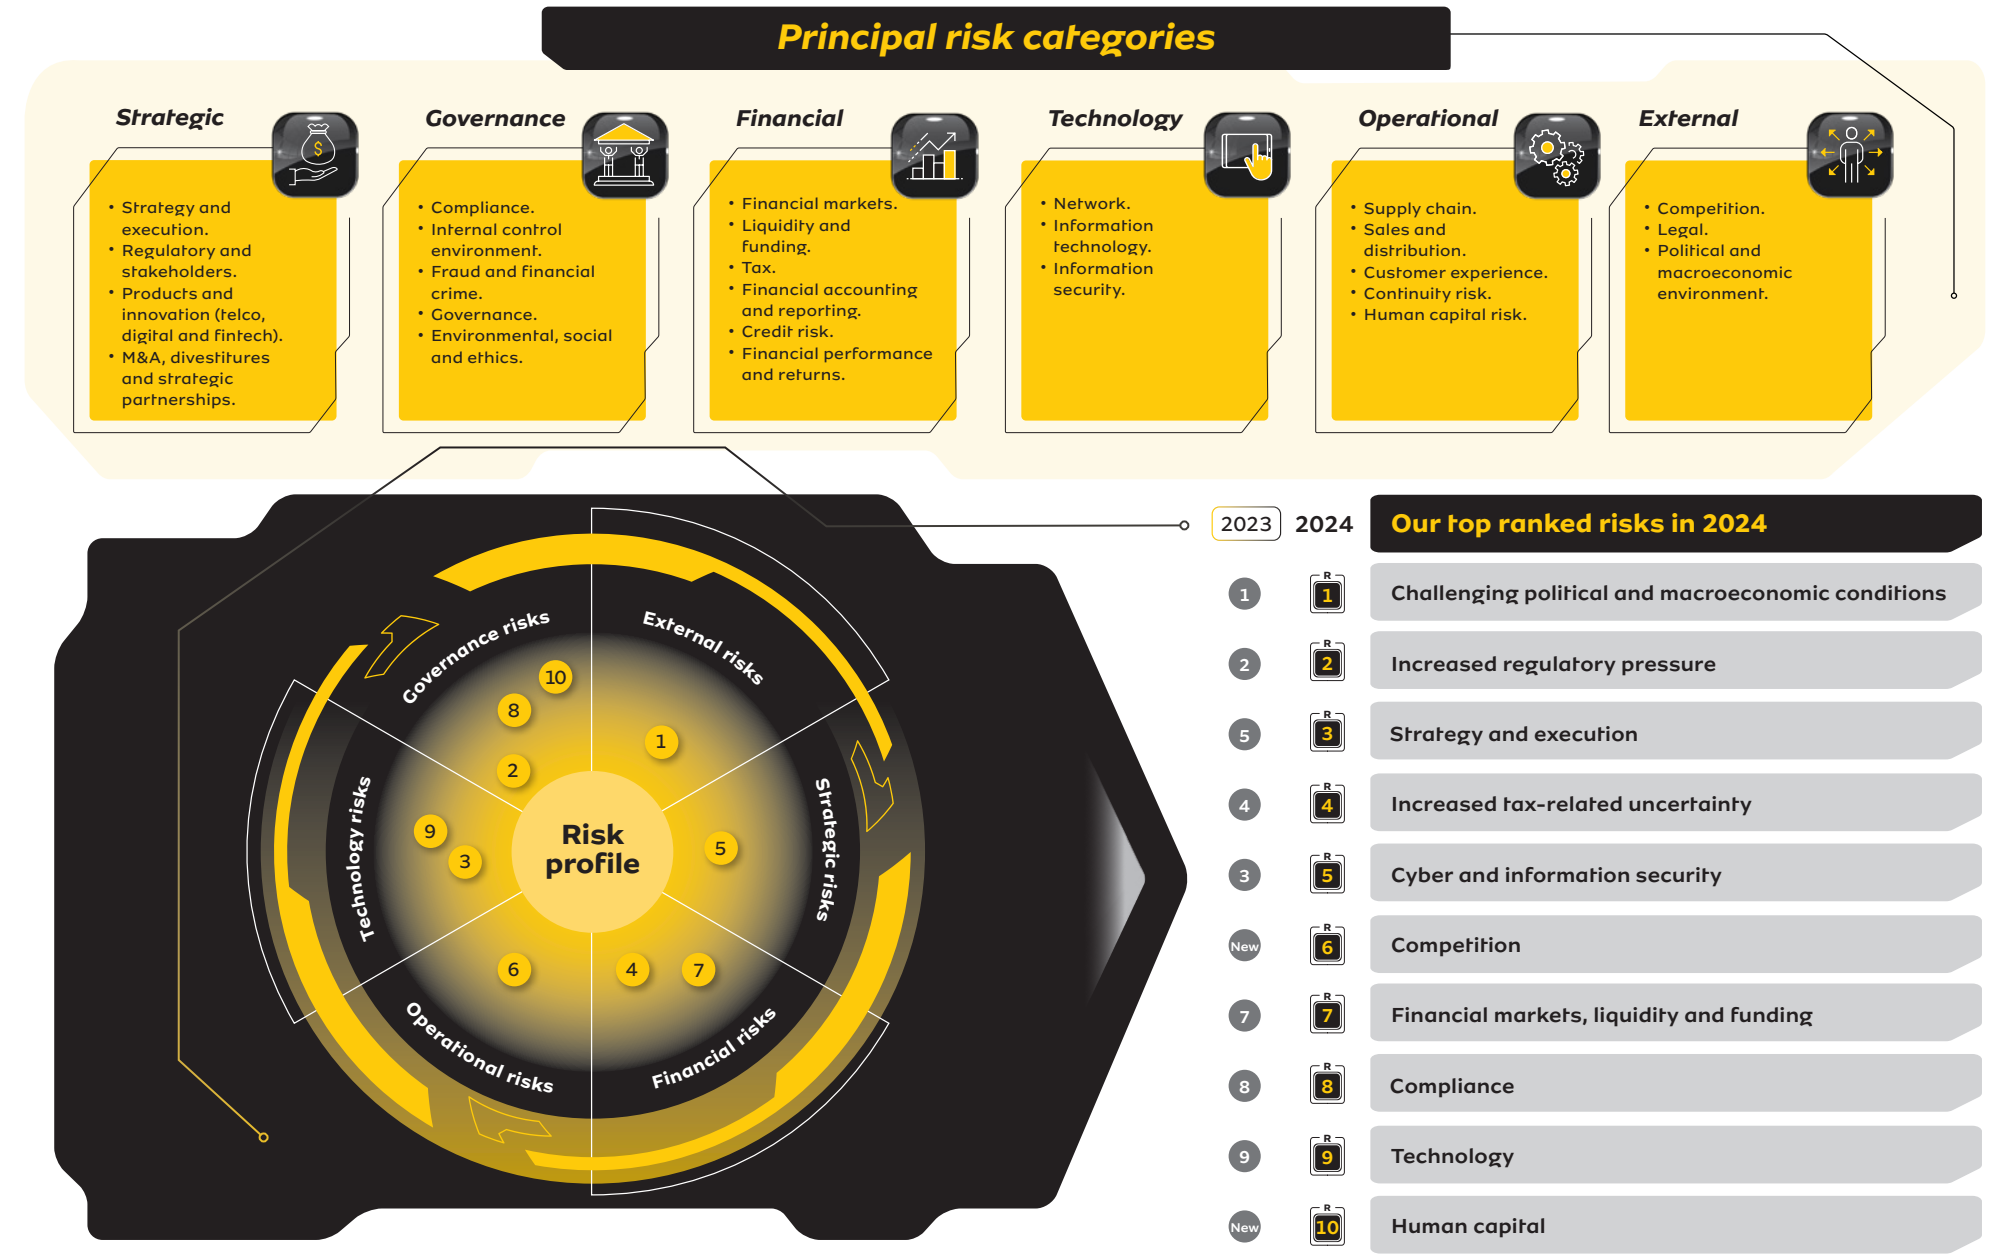 Principal risk categories
Strategic
• Strategy and
execution.
• Regulatory and
stakeholders.
• Products and
innovation (telco,
digital and fintech).
• M&A, divestitures
and strategic
partnerships.
Governance
• Compliance.
• Internal control
environment.
• Fraud and financial
crime.
• Governance.
• Environmental, social
and ethics.
Financial
• Financial markets.
• Liquidity and
funding.
• Tax.
• Financial accounting
and reporting.
• Credit risk.
• Financial performance
and returns.
Technology
• Network.
• Information
technology.
• Information
security.
Operational
• Supply chain.
• Sales and
distribution.
• Customer experience.
• Continuity risk.
• Human capital risk.
External
• Competition.
• Legal.
• Political and
macroeconomic
environment.
$
Governance risks
External risks
Strategic risks
Financial risks
Operational risks
Technology risks
Risk
profile
10
8
2
1
9
3
5
6
4
7
2023 2024 Our top ranked risks in 2024
1 R 1 Challenging political and macroeconomic conditions
2 R 2 Increased regulatory pressure
5 R 3 Strategy and execution
4 R 4 Increased tax-related uncertainty
3 R 5 Cyber and information security
New R 6 Competition
7 R 7 Financial markets, liquidity and funding
8 R 8 Compliance
9 R 9 Technology
New R 10 Human capital